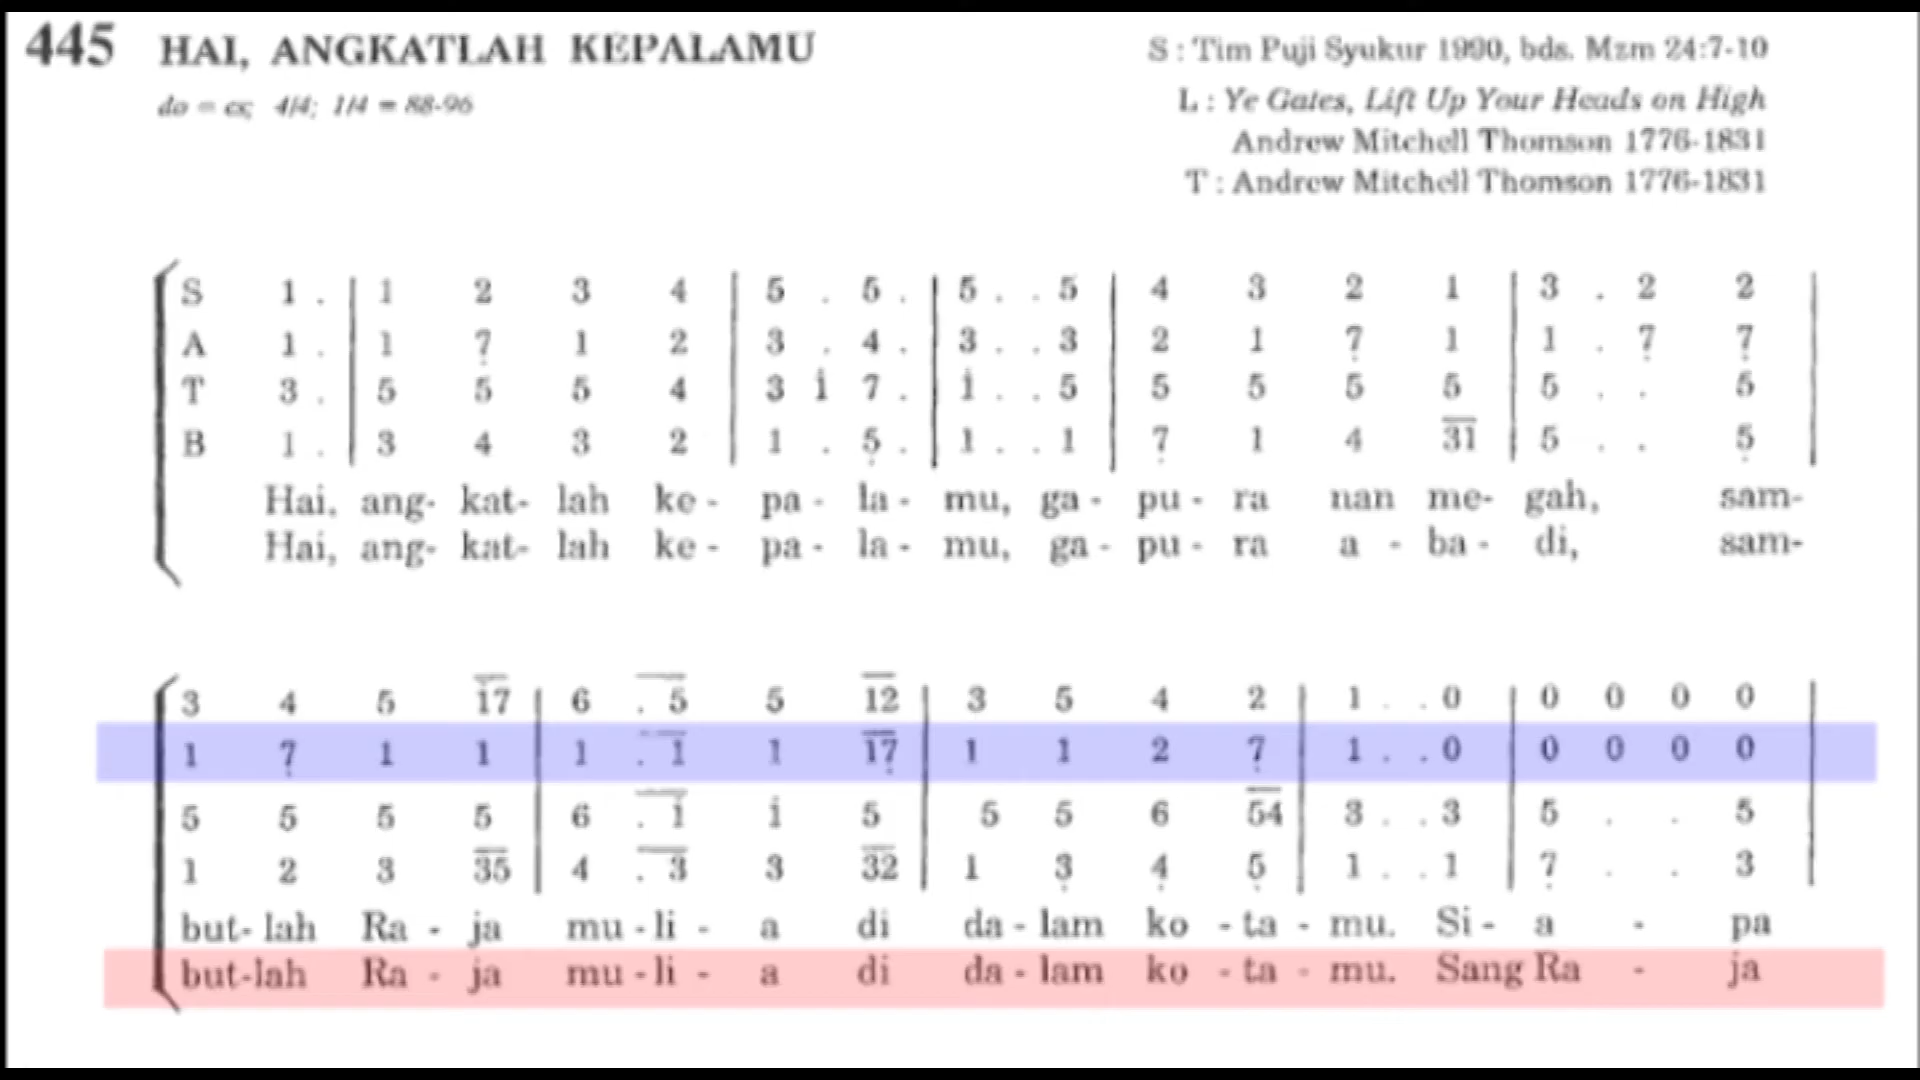 445 HAI, ANGKATLAH KEPALAMU
S : Tim Puji Syukur 1990, bds. Mzm 24:7-10
do = es; 4/4; 1/4 = 88-96
L : Ye Gates, Lift Up Your Heads on High
Andrew Mitchell Thomson 1776-1831
T : Andrew Mitchell Thomson 1776-1831
S 1 . | 1 2 3 4 | 5 . 5 . | 5 . . 5 | 4 3 2 1 | 3 . 2 2 |
A 1 . | 1 7̣ 1 2 | 3 . 4 . | 3 . . 3 | 2 1 7̣ 1 | 1 . 7̣ 7̣ |
T 3 . | 5 5 5 4 | 3 i 7 . | i . . 5 | 5 5 5 5 | 5 . . 5 |
B 1 . | 3 4 3 2 | 1 . 5̣ . | 1 . . 1 | 7̣ 1 4 31 | 5 . . 5̣ |
Hai, ang- kat- lah ke - pa - la - mu, ga - pu - ra nan me- gah, sam-
Hai, ang- kat- lah ke - pa - la - mu, ga - pu - ra a - ba - di, sam-
3 4 5 17 | 6 . 5 5 12 | 3 5 4 2 | 1 . . 0 | 0 0 0 0 |
1 7̣ 1 1 | 1 . 1 1 17̣ | 1 1 2 7̣ | 1 . . 0 | 0 0 0 0 |
5 5 5 5 | 6 . i i 5 | 5 5 6 54 | 3 . . 3 | 5 . . 5 |
1 2 3 35 | 4 . 3 3 32 | 1 3̣ 4̣ 5̣ | 1 . . 1 | 7̣ . . 3 |
but- lah Ra - ja mu - li - a di da - lam ko - ta - mu. Si - a - pa
but-lah Ra - ja mu - li - a di da - lam ko - ta - mu. Sang Ra - ja